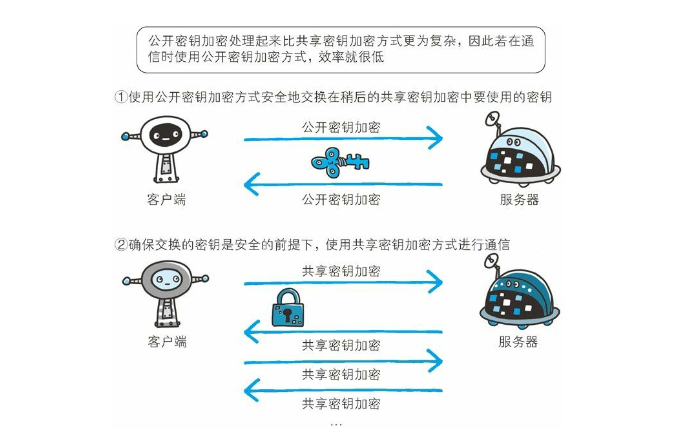 公开密钥加密处理起来比共享密钥加密方式更为复杂，因此若在通
信时使用公开密钥加密方式，效率就很低
①使用公开密钥加密方式安全地交换在稍后的共享密钥加密中要使用的密钥
公开密钥加密
公开密钥加密
客户端
服务器
②确保交换的密钥是安全的前提下，使用共享密钥加密方式进行通信
共享密钥加密
共享密钥加密
客户端
服务器
共享密钥加密
共享密钥加密
…